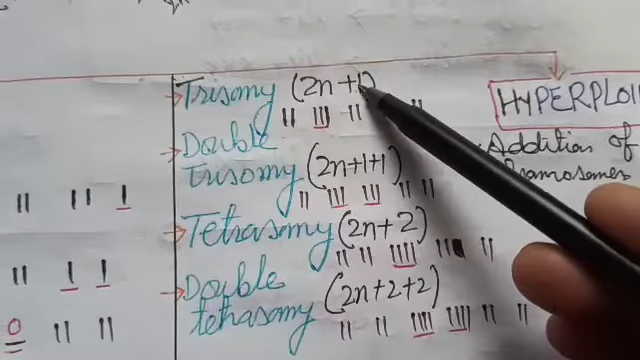 Trisomy (2n+1)
HYPERPLOI
Double
Trisomy (2n+1+1)
Addition of
Tetrasomy (2n+2)
Double
tetrasomy (2n+2+2)
0